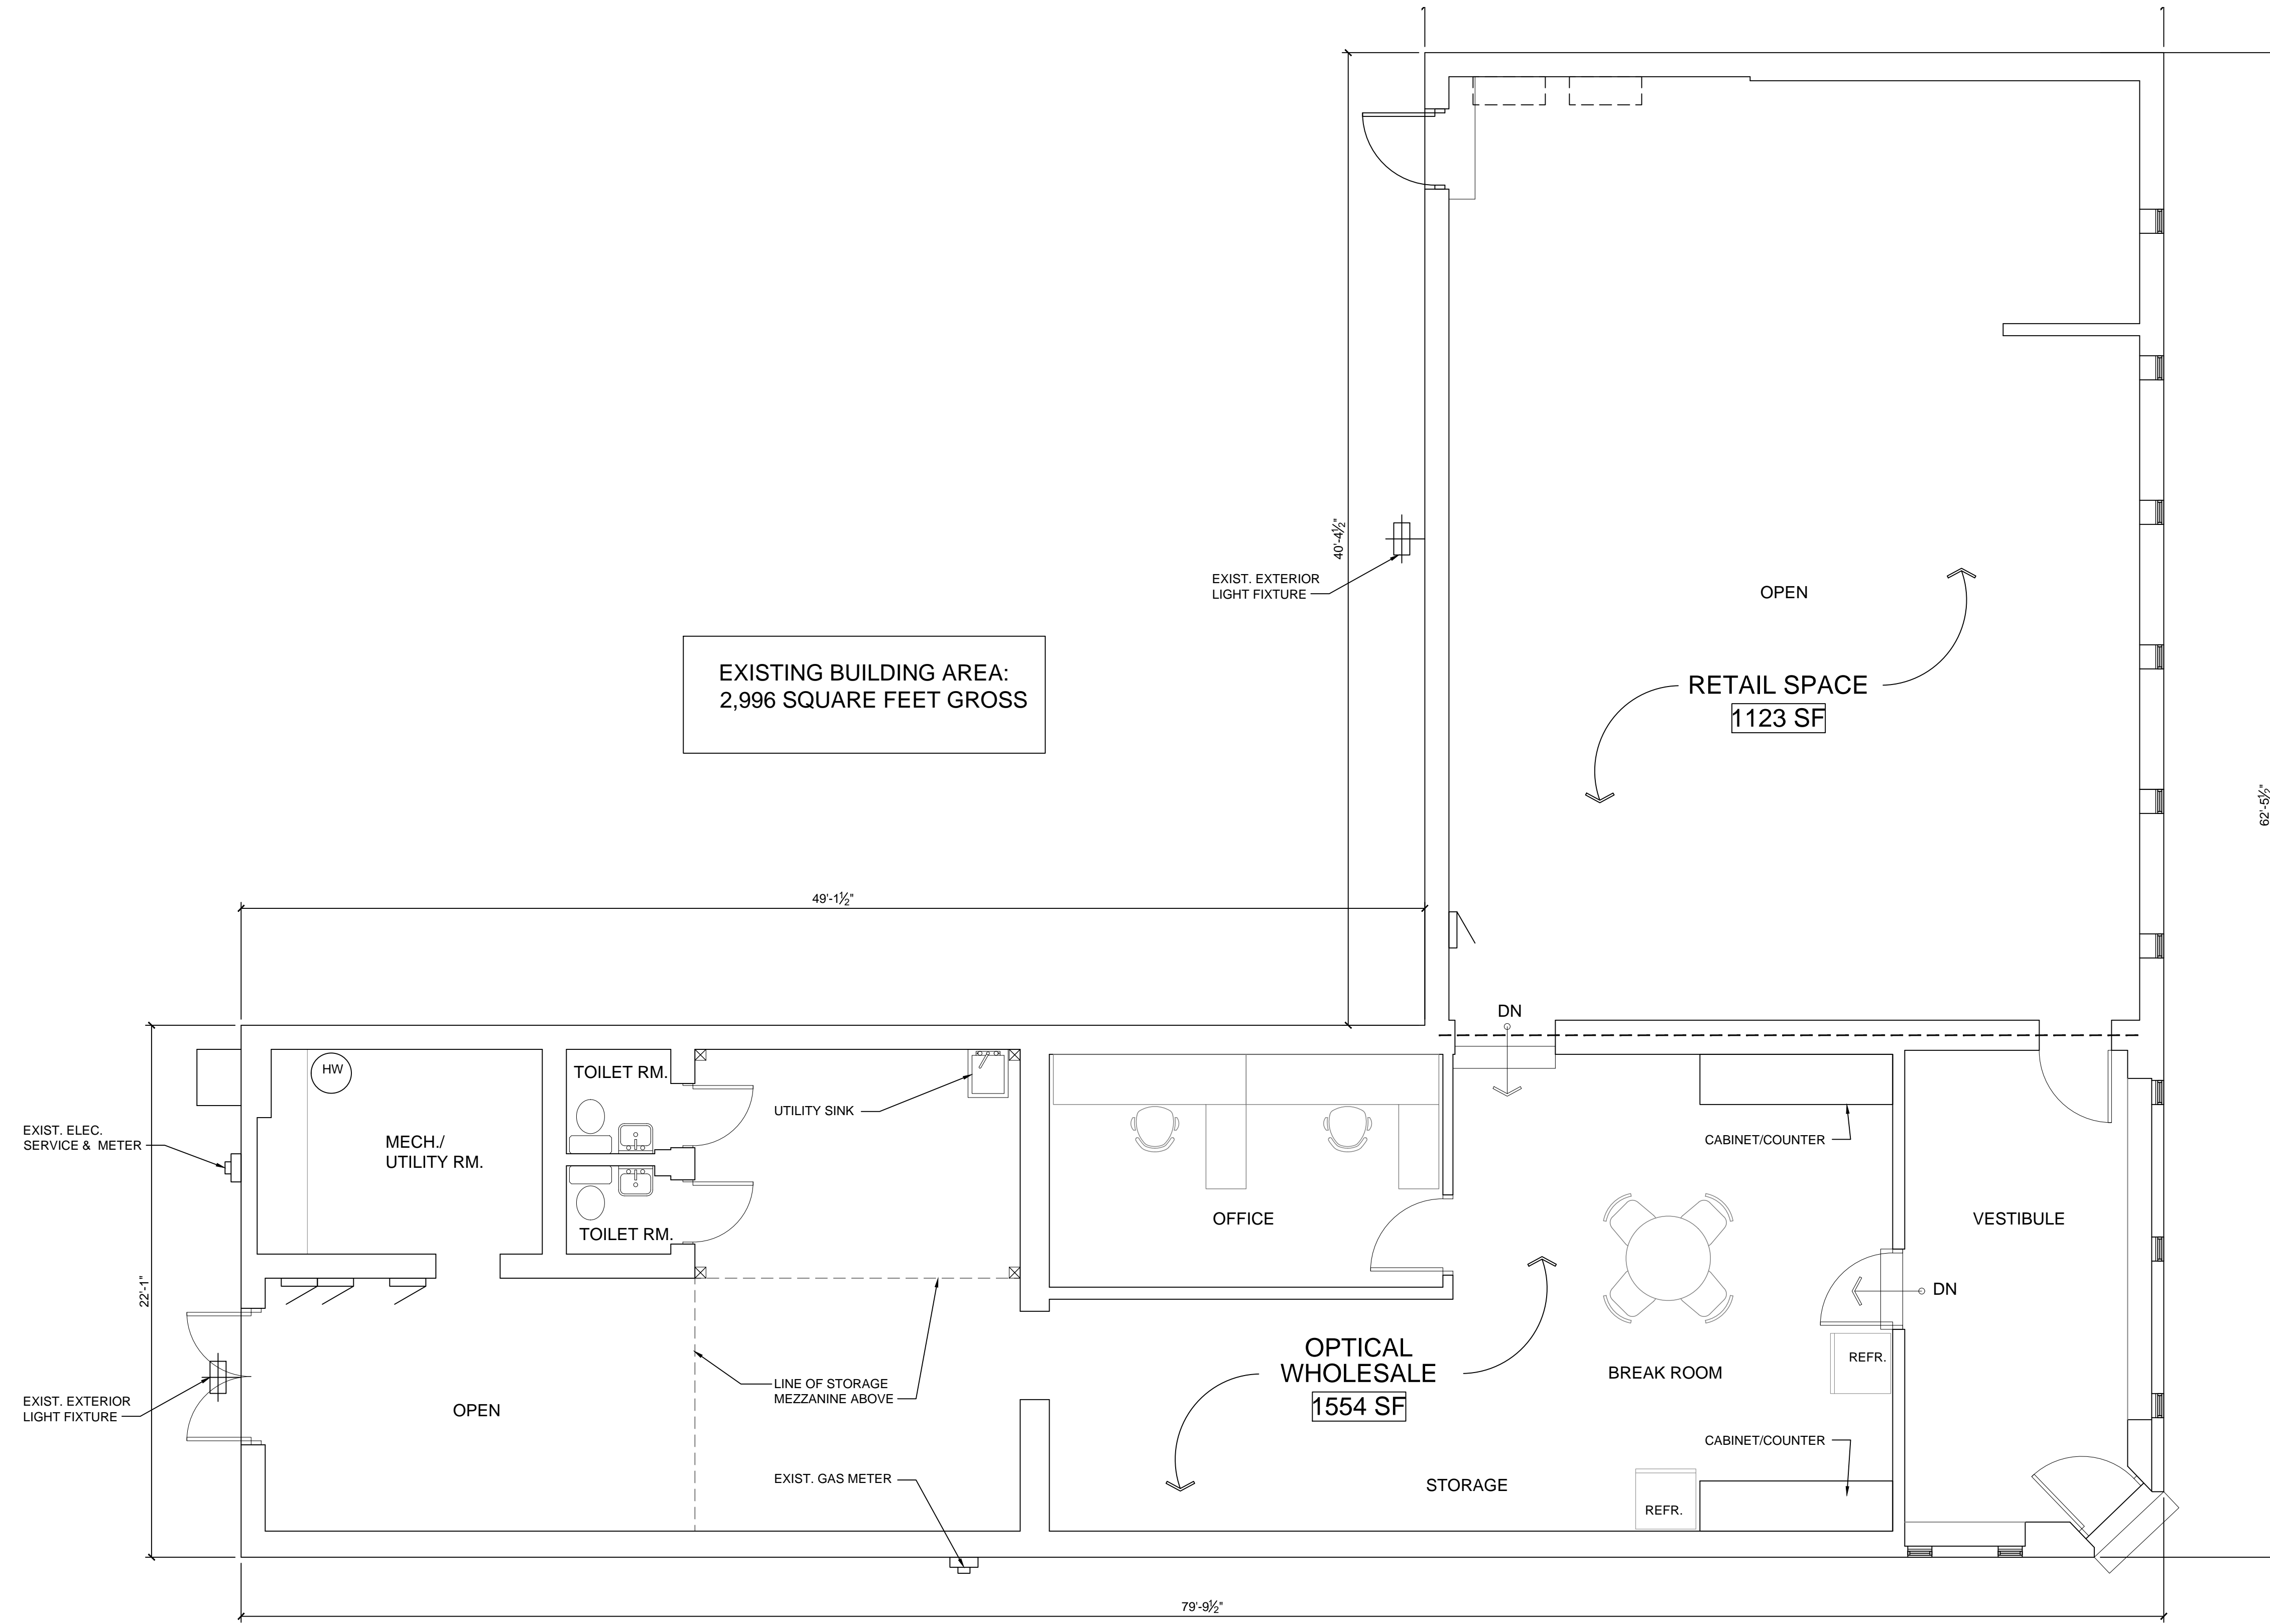 EXIST. EXTERIOR
LIGHT FIXTURE
40'-4½"
OPEN
EXISTING BUILDING AREA:
2,996 SQUARE FEET GROSS
RETAIL SPACE
1123 SF
62'-5½"
49'-1½"
DN
HW
TOILET RM.
UTILITY SINK
EXIST. ELEC.
SERVICE & METER
MECH./
UTILITY RM.
CABINET/COUNTER
TOILET RM.
OFFICE
VESTIBULE
22'-1"
DN
OPTICAL
WHOLESALE
1554 SF
REFR.
BREAK ROOM
LINE OF STORAGE
MEZZANINE ABOVE
EXIST. EXTERIOR
LIGHT FIXTURE
OPEN
CABINET/COUNTER
EXIST. GAS METER
STORAGE
REFR.
79'-9½"